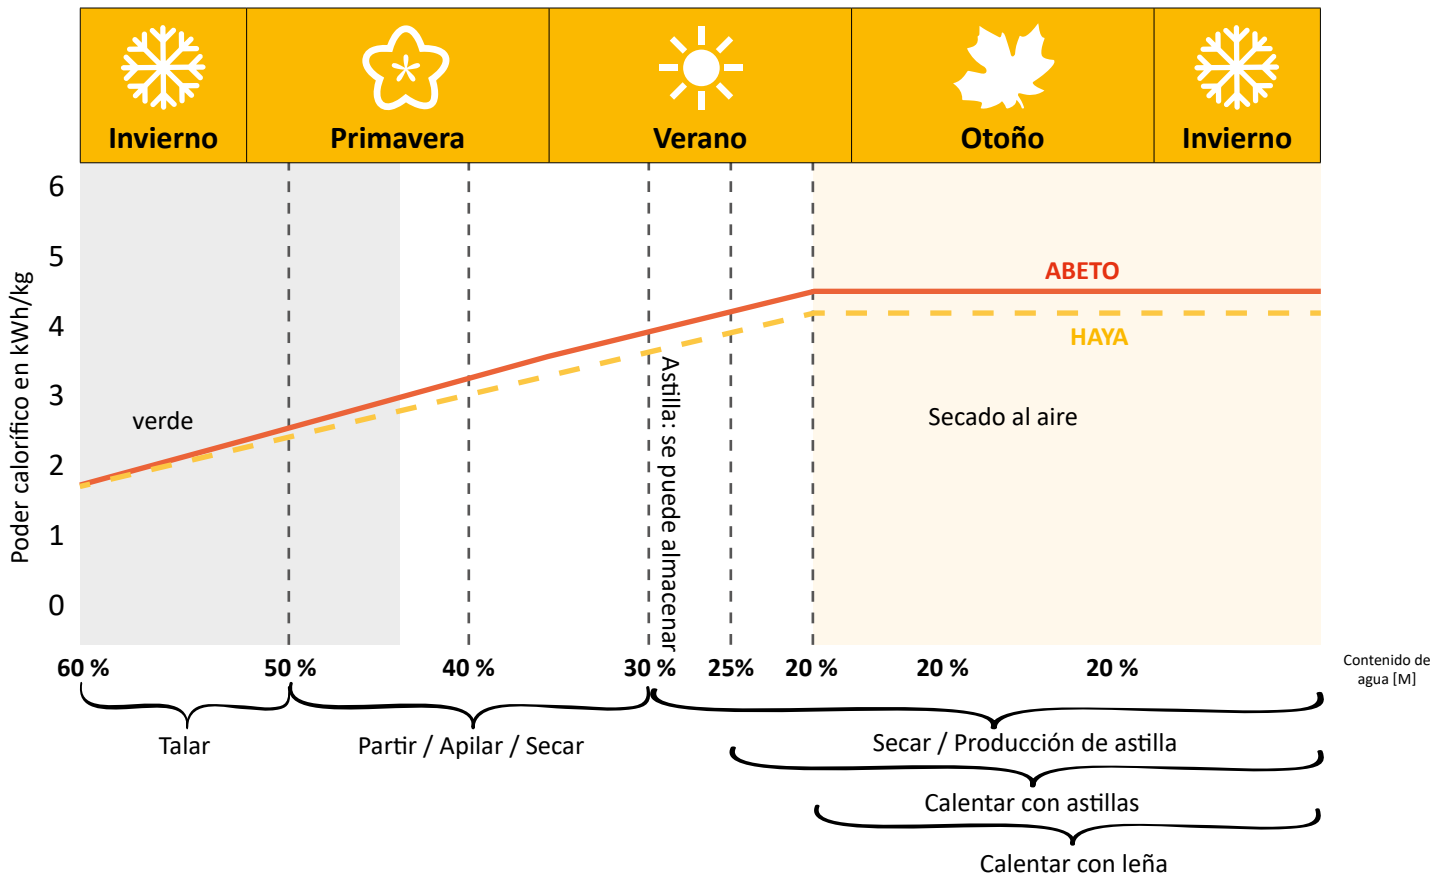 Invierno
Primavera
Verano
Otoño
Invierno
Poder calorífico en kWh/kg
6
5
4
3
2
1
0
ABETO
HAYA
verde
Astilla: se puede almacenar
Secado al aire
60 %
50 %
40 %
30 %
25%
20 %
20 %
20 %
Contenido de
agua [M]
Talar
Partir / Apilar / Secar
Secar / Producción de astilla
Calentar con astillas
Calentar con leña